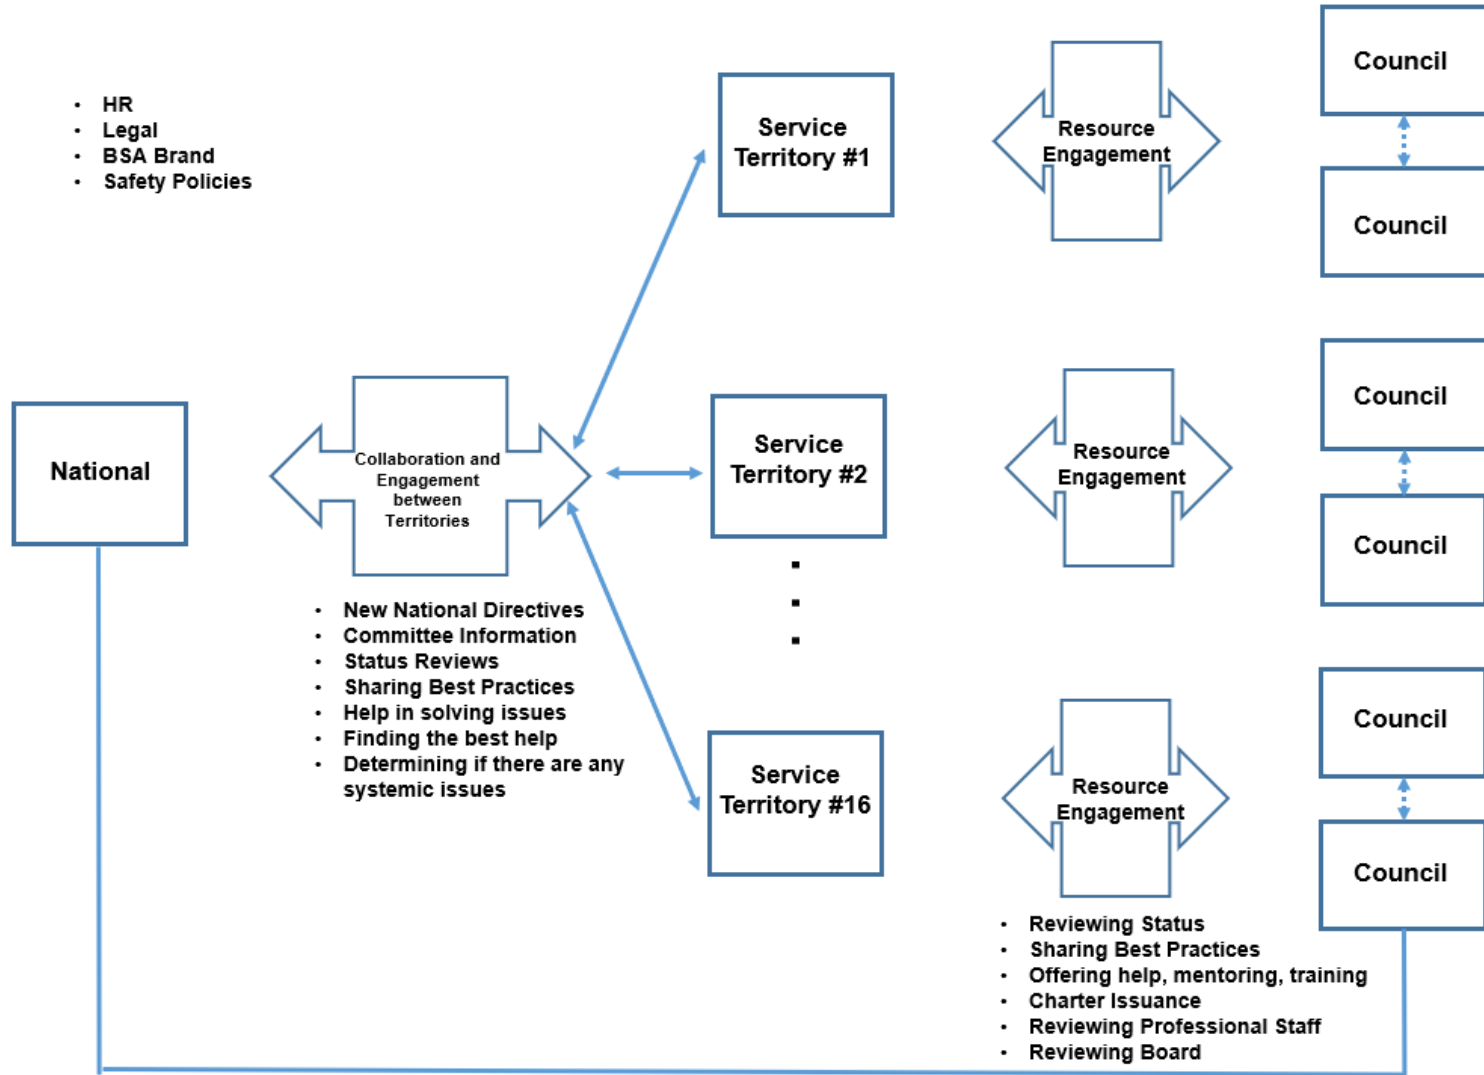 • HR
• Legal
• BSA Brand
• Safety Policies
National
Collaboration and
Engagement
between
Territories
• New National Directives
• Committee Information
• Status Reviews
• Sharing Best Practices
• Help in solving issues
• Finding the best help
• Determining if there are any
systemic issues
Service
Territory #1
Resource
Engagement
Council
Council
Service
Territory #2
Resource
Engagement
Council
Council
Service
Territory #16
Resource
Engagement
Council
Council
• Reviewing Status
• Sharing Best Practices
• Offering help, mentoring, training
• Charter Issuance
• Reviewing Professional Staff
• Reviewing Board